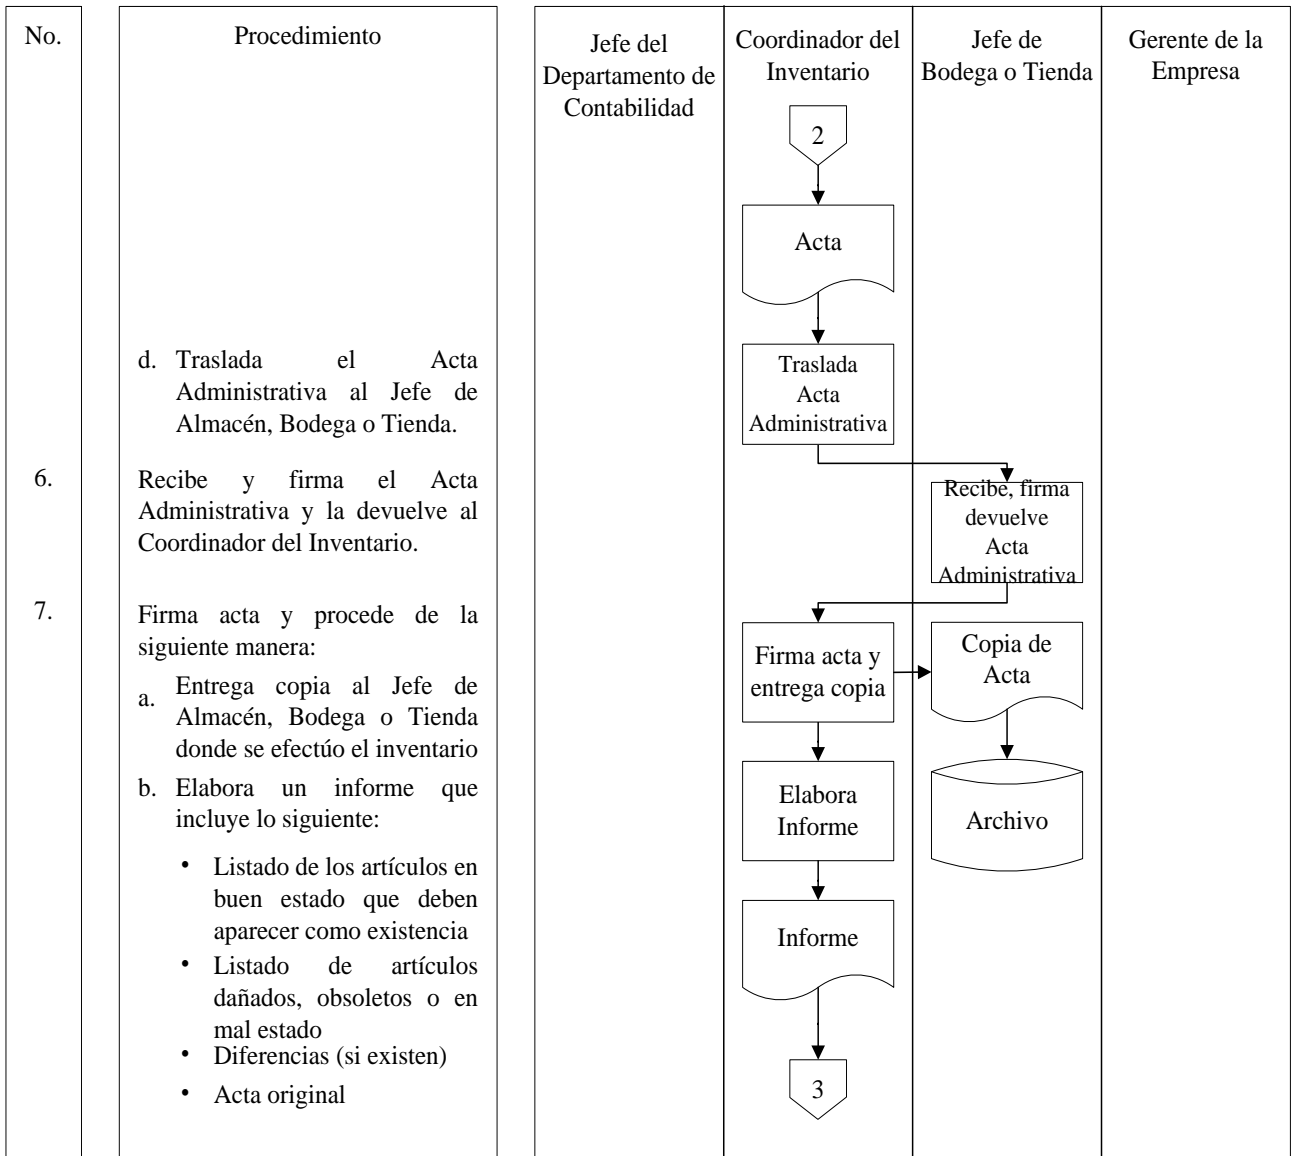 No.
Procedimiento
Jefe del
Departamento de
Contabilidad
Coordinador del
Inventario
Jefe de
Bodega o Tienda
Gerente de la
Empresa
2
Acta
d. Traslada el Acta
Administrativa al Jefe de
Almacén, Bodega o Tienda.
Traslada
Acta
Administrativa
6.
Recibe y firma el Acta
Administrativa y la devuelve al
Coordinador del Inventario.
Recibe, firma
devuelve
Acta
Administrativa
7.
Firma acta y procede de la
siguiente manera:
a. Entrega copia al Jefe de
Almacén, Bodega o Tienda
donde se efectúo el inventario
Firma acta y
entrega copia
Copia de
Acta
b. Elabora un informe que
incluye lo siguiente:
Elabora
Informe
Archivo
• Listado de los artículos en
buen estado que deben
aparecer como existencia
• Listado de artículos
dañados, obsoletos o en
mal estado
• Diferencias (si existen)
• Acta original
Informe
3